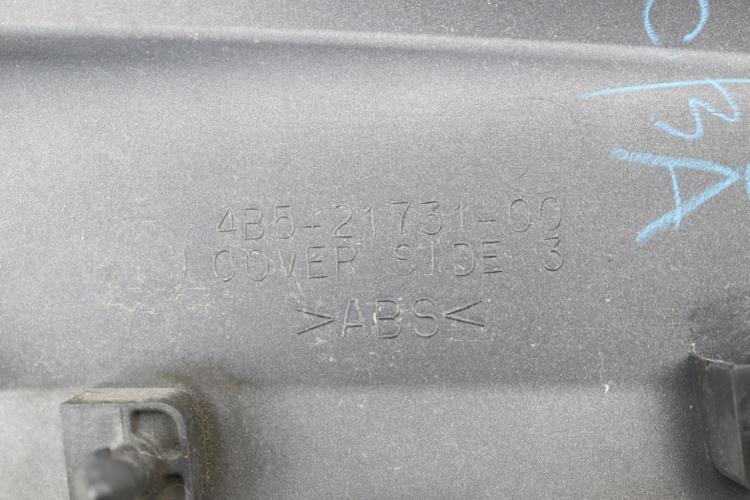 4B5-21731-00
COVER SIDE 3
>ABS<